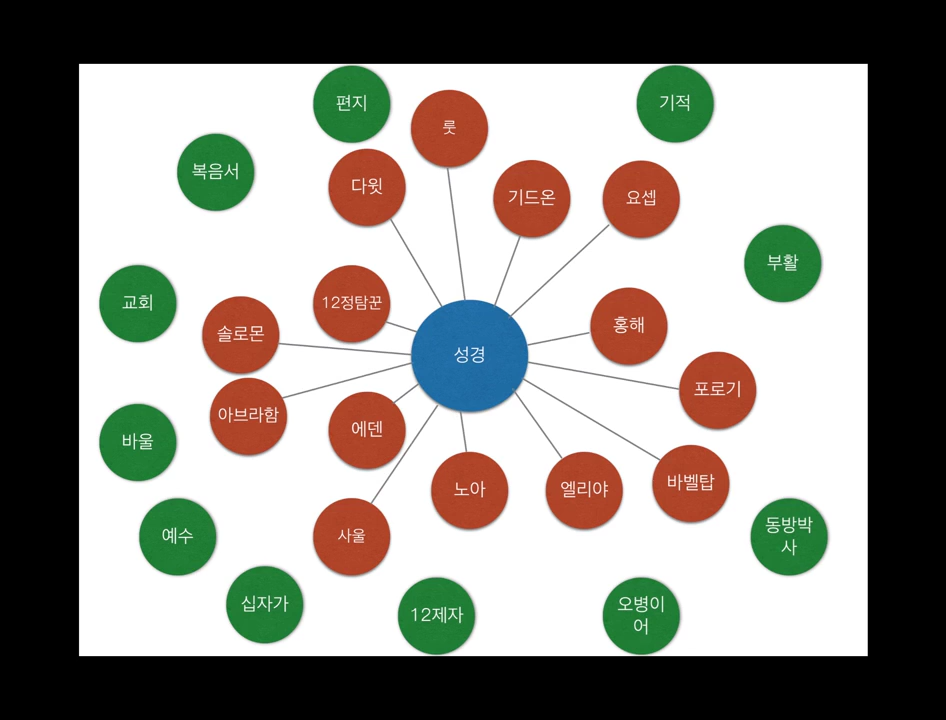 편지
기적
룻
복음서
다윗
기드온
요셉
부활
교회
12정탐꾼
솔로몬
홍해
성경
포로기
아브라함
에덴
바울
노아
엘리야
바벨탑
예수
사울
동방박
사
십자가
12제자
오병이
어